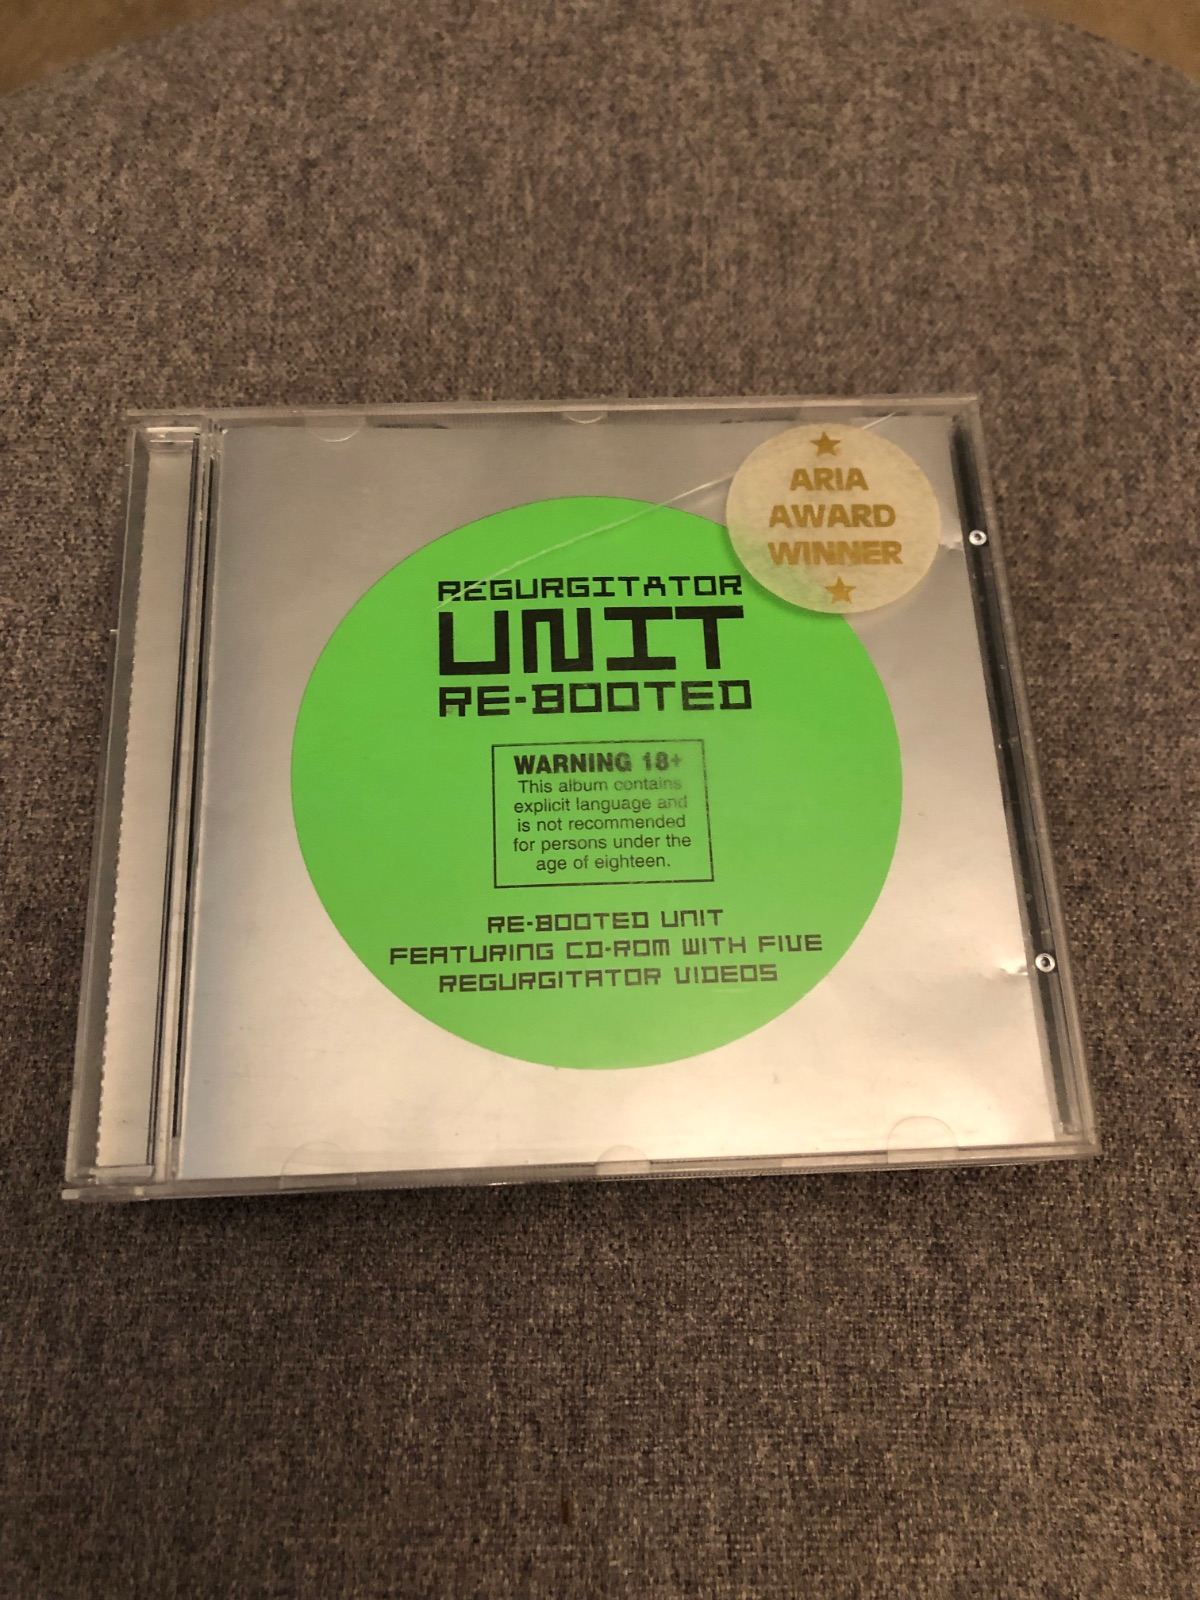 ★
ARIA
AWARD
WINNER
★
REGURGITATOR
UNIT
RE-BOOTED
WARNING 18+
This album contains
explicit language and
is not recommended
for persons under the
age of eighteen.
RE-BOOTED UNIT
FEATURING CD-ROM WITH FIVE
REGURGITATOR VIDEOS